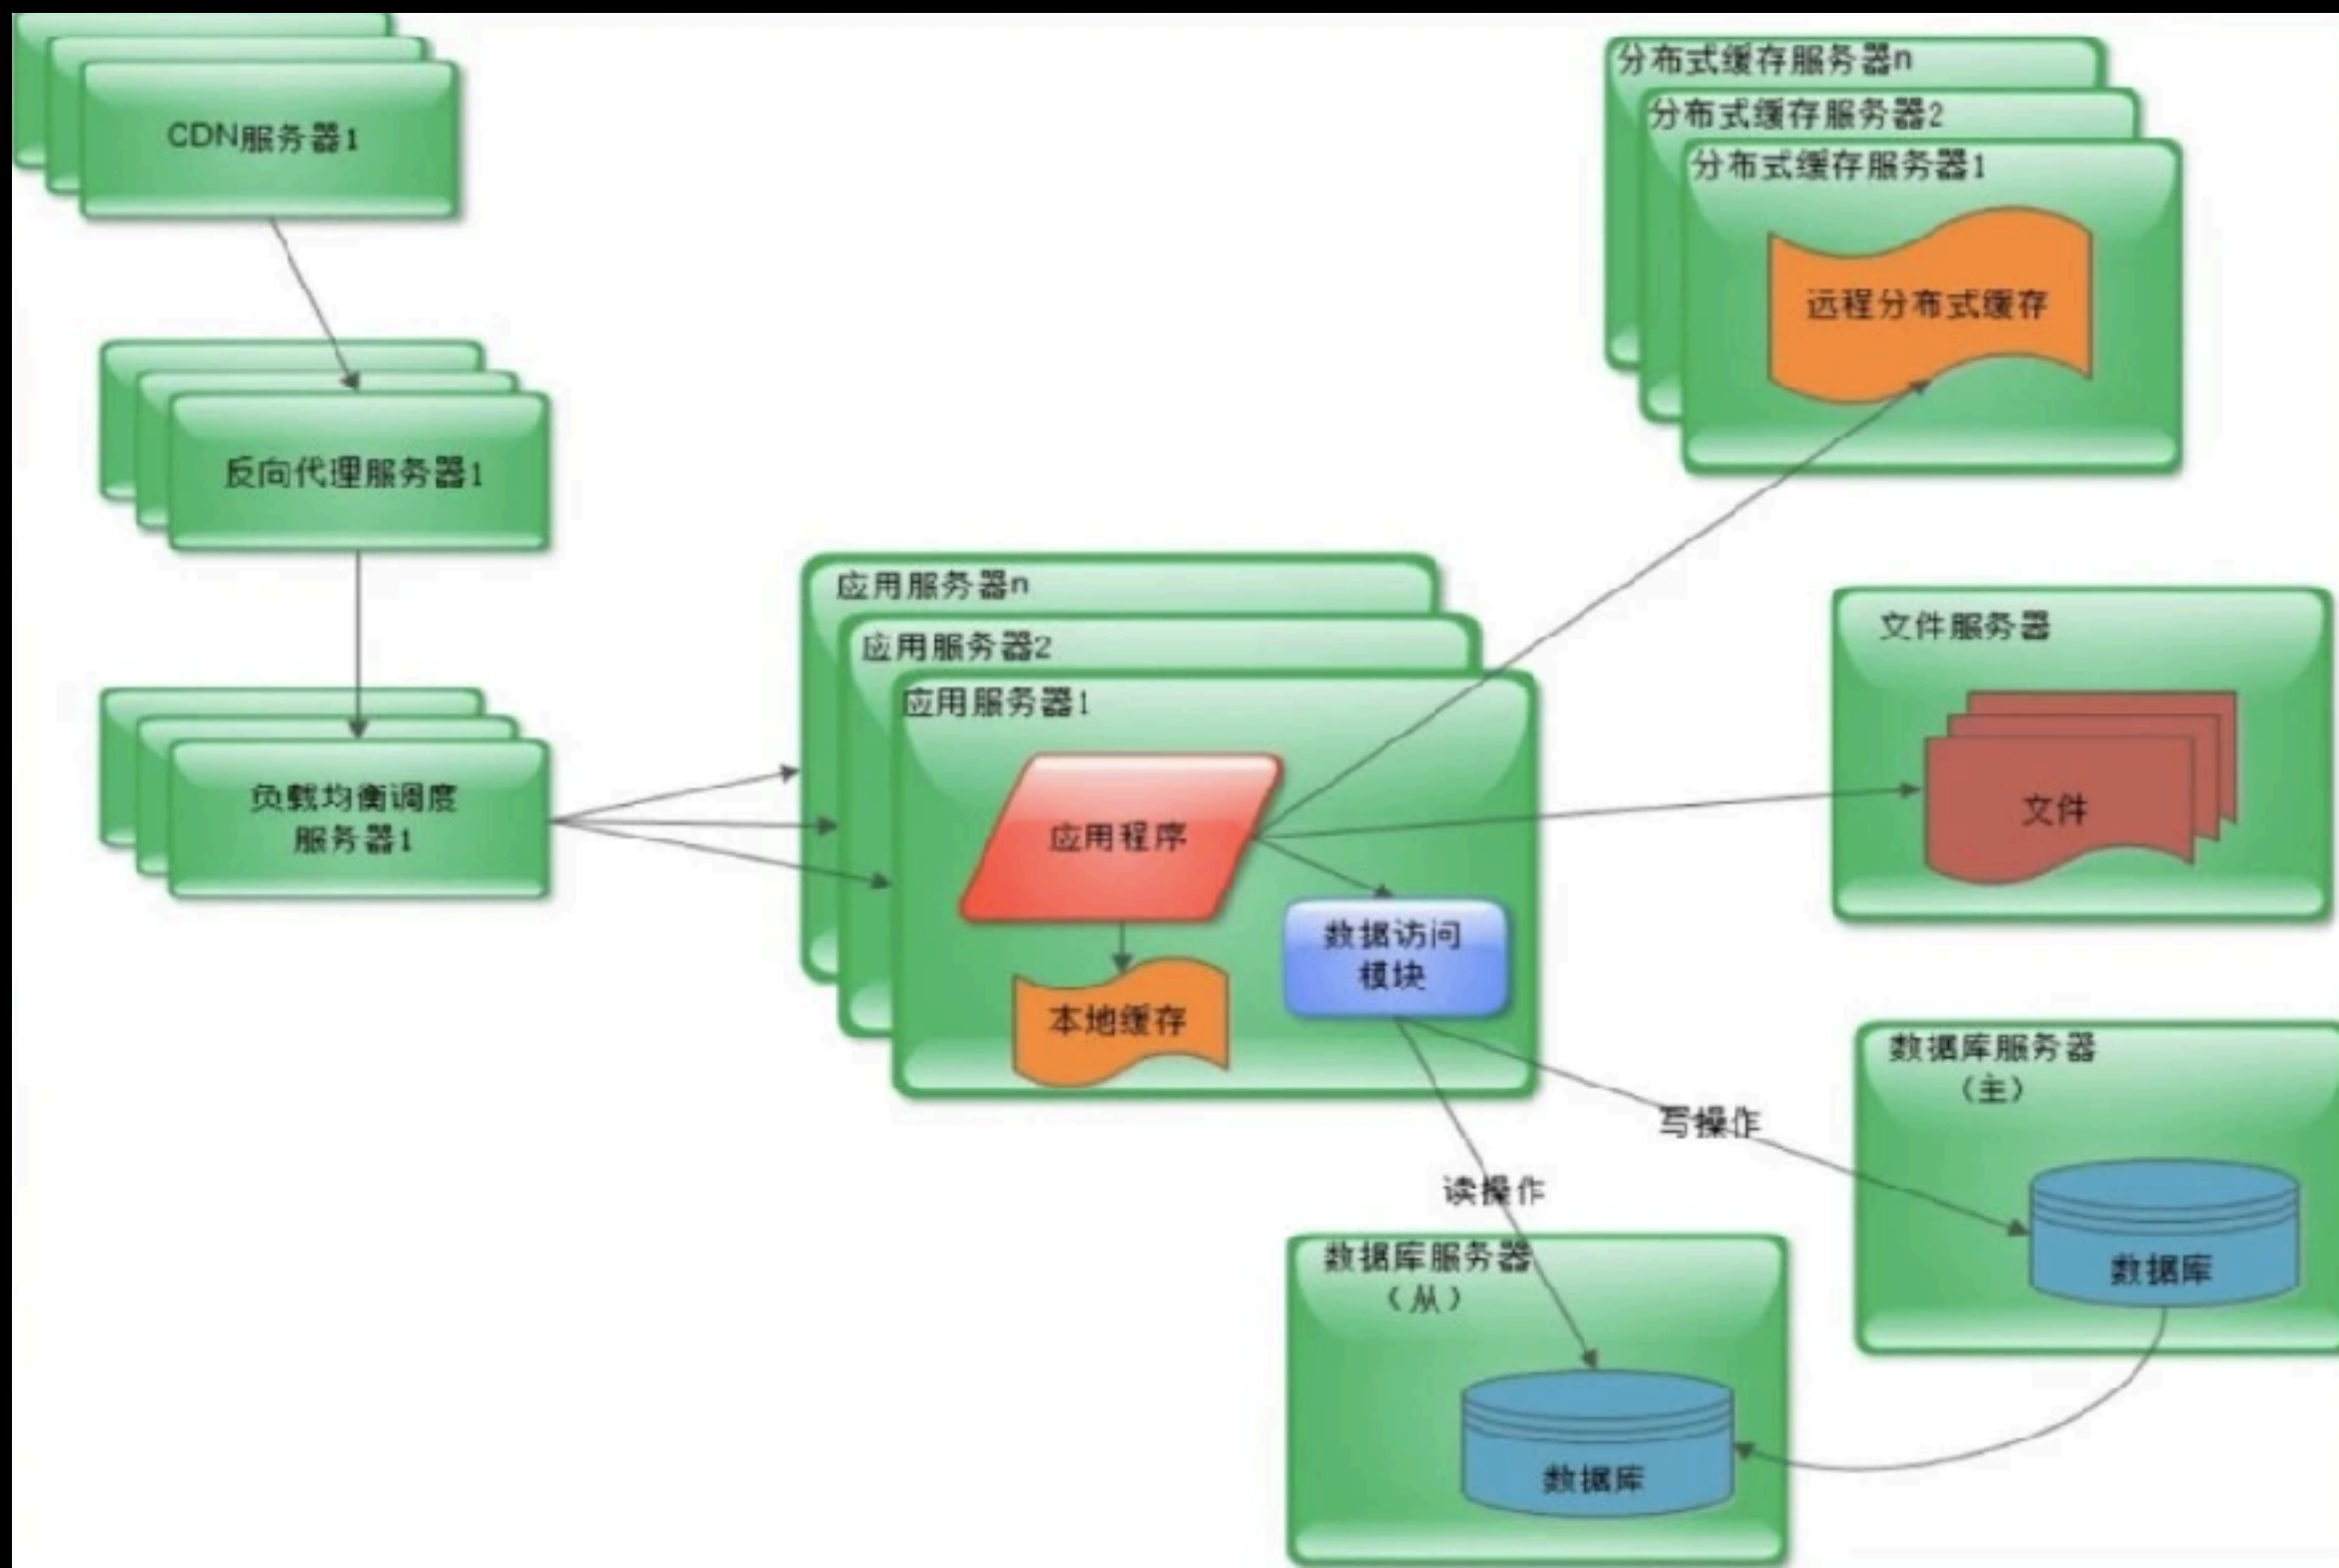 CDN服务器1
反向代理服务器1
负载均衡调度
服务器1
应用服务器n
应用服务器2
应用服务器1
应用程序
本地缓存
数据访问
模块
分布式缓存服务器n
分布式缓存服务器2
分布式缓存服务器1
远程分布式缓存
文件服务器
文件
写操作
读操作
数据库服务器
（主）
数据库
数据库服务器
（从）
数据库